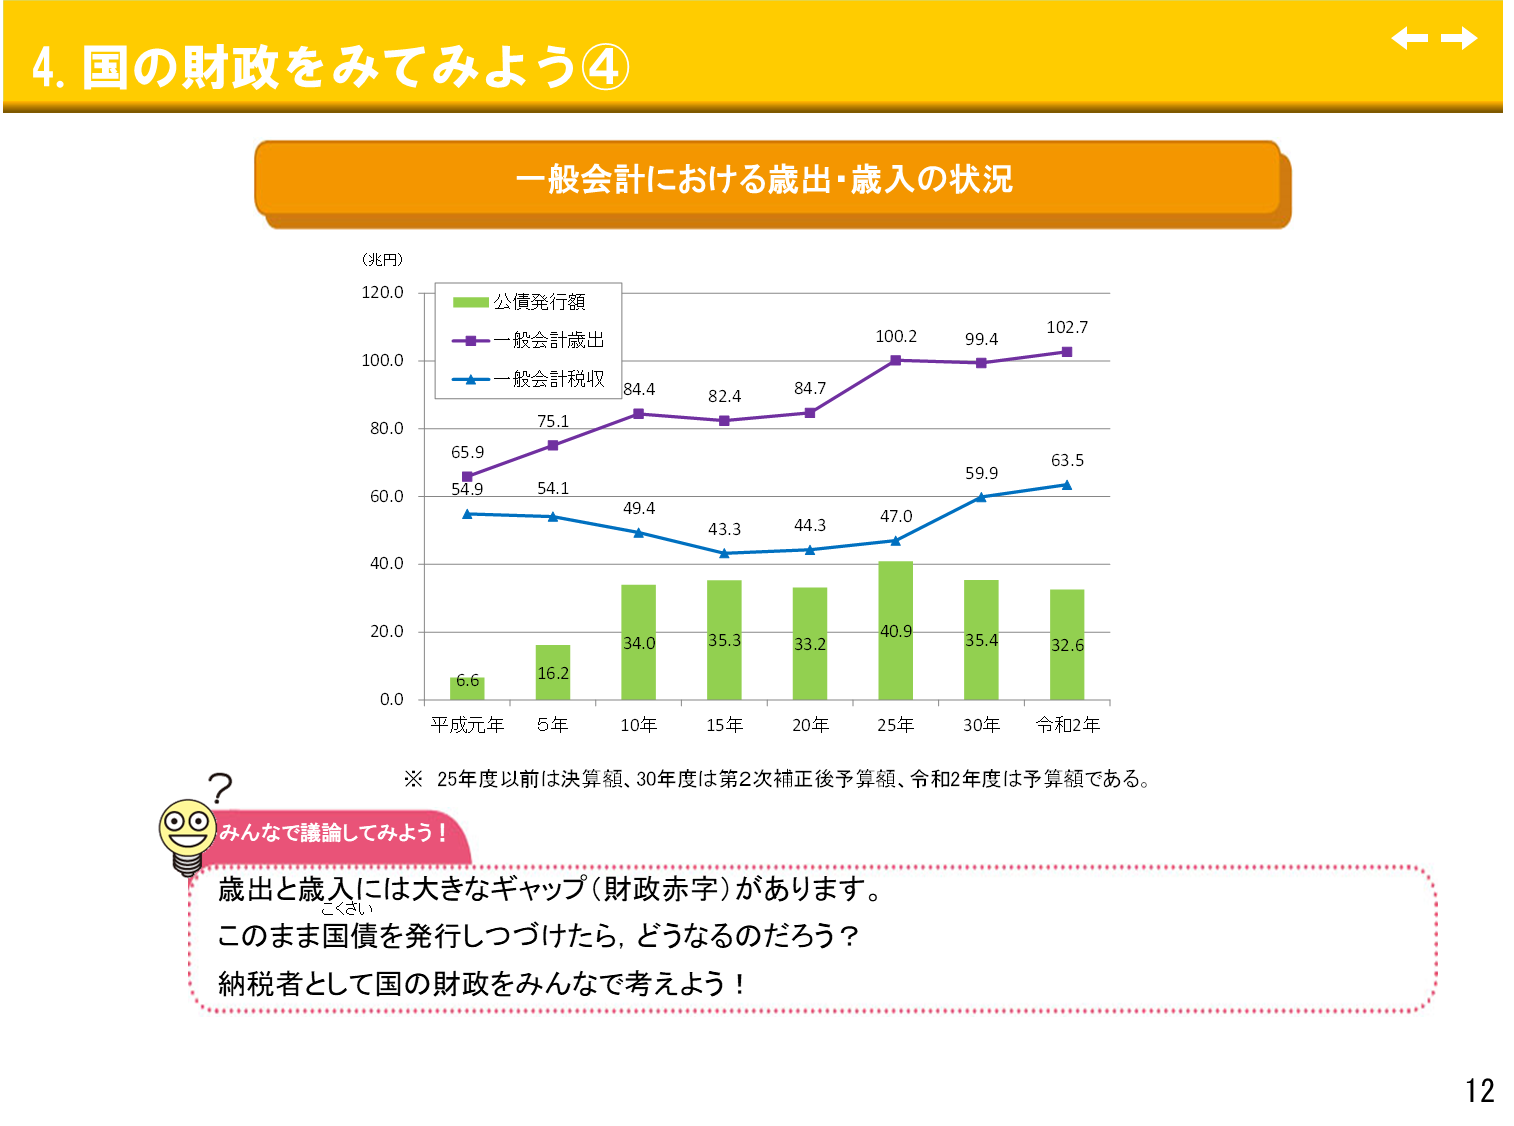 4. 国の財政をみてみよう④
一般会計における歳出・歳入の状況
（兆円）
120.0
100.0
80.0
60.0
40.0
20.0
0.0
公債発行額
一般会計歳出
一般会計税収
65.9
75.1
84.4
82.4
84.7
100.2
99.4
102.7
54.9
54.1
49.4
43.3
44.3
47.0
59.9
63.5
6.6
16.2
34.0
35.3
33.2
40.9
35.4
32.6
平成元年 5年 10年 15年 20年 25年 30年 令和2年
※ 25年度以前は決算額、30年度は第2次補正後予算額、令和2年度は予算額である。
?
みんなで議論してみよう！
歳出と歳入には大きなギャップ（財政赤字）があります。
こくさい
このまま国債を発行しつづけたら，どうなるのだろう？
納税者として国の財政をみんなで考えよう！
12